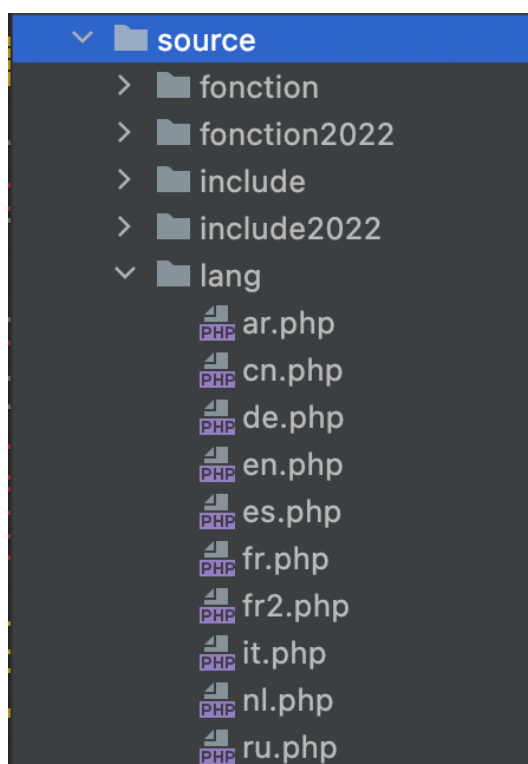 source
fonction
fonction2022
include
include2022
lang
PHP ar.php
PHP cn.php
PHP de.php
PHP en.php
PHP es.php
PHP fr.php
PHP fr2.php
PHP it.php
PHP nl.php
PHP ru.php